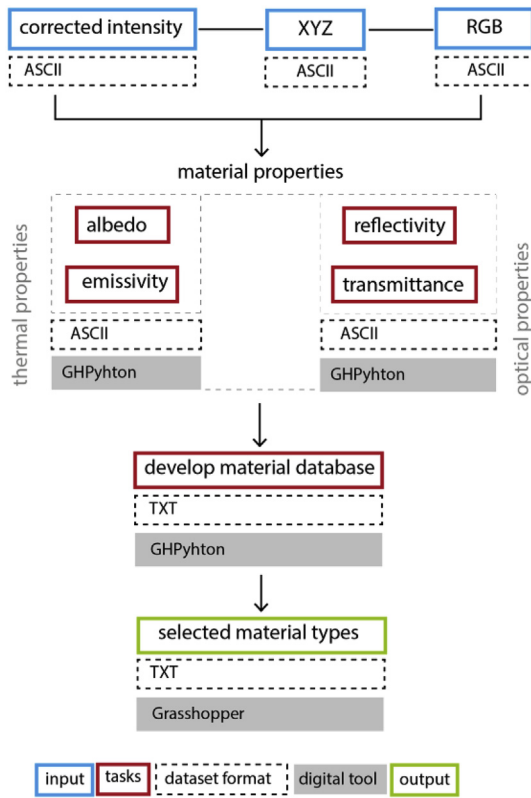 corrected intensity
XYZ
RGB
ASCII
ASCII
ASCII
material properties
thermal properties
albedo
emissivity
ASCII
GHPyhton
reflectivity
transmittance
ASCII
GHPyhton
optical properties
develop material database
TXT
GHPyhton
selected material types
TXT
Grasshopper
input
tasks
dataset format
digital tool
output